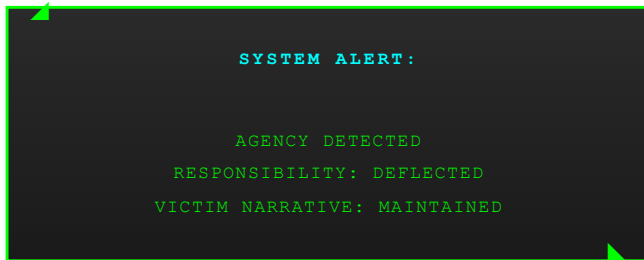 SYSTEM ALERT:
AGENCY DETECTED
RESPONSIBILITY: DEFLECTED
VICTIM NARRATIVE: MAINTAINED